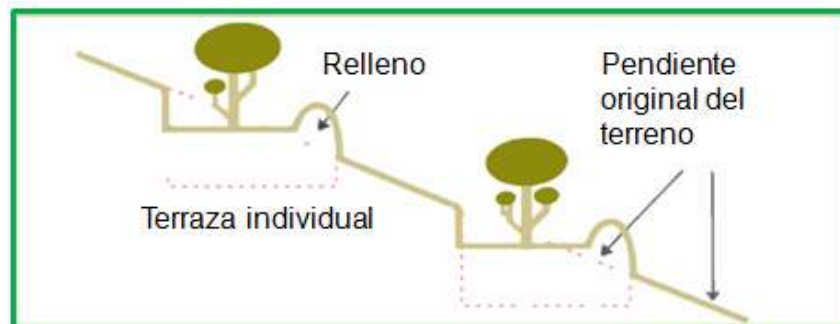 Relleno
Pendiente
original del
terreno
Terraza individual